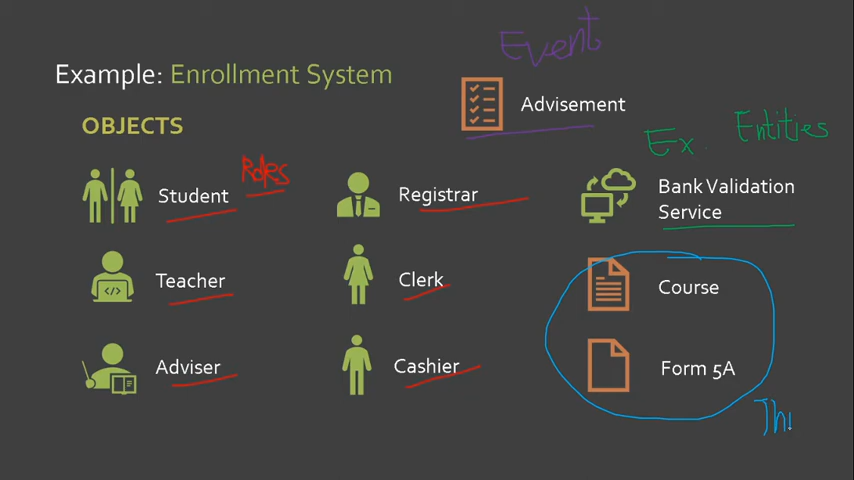 Event
Example: Enrollment System
Advisement
OBJECTS
Ex. Entities
Roles
Student
Registrar
Bank Validation
Service
Teacher
Clerk
Course
Adviser
Cashier
Form 5A
Thi